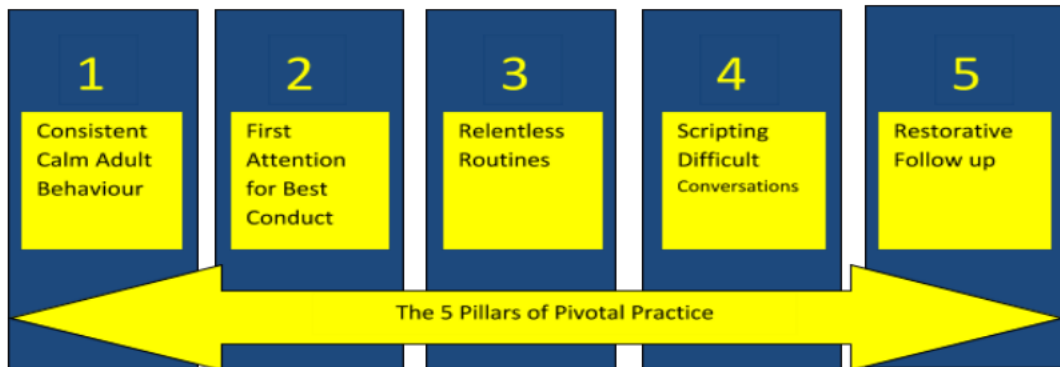 1
Consistent
Calm Adult
Behaviour
2
First
Attention
for Best
Conduct
3
Relentless
Routines
4
Scripting
Difficult
Conversations
5
Restorative
Follow up
The 5 Pillars of Pivotal Practice